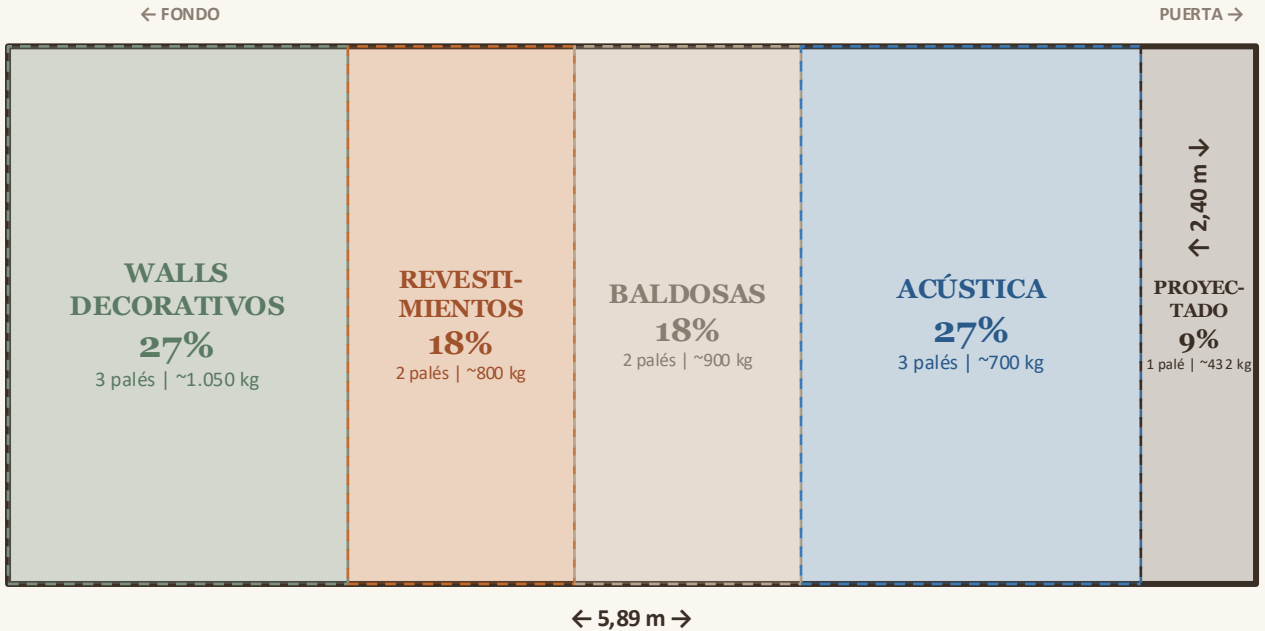 ← FONDO
PUERTA →
WALLS
DECORATIVOS
27%
3 palés | ~1.050 kg
REVESTI-
MIENTOS
18%
2 palés | ~800 kg
BALDOSAS
18%
2 palés | ~900 kg
ACÚSTICA
27%
3 palés | ~700 kg
← 2,40 m →
PROYEC-
TADO
9%
1 palé | ~432 kg
← 5,89 m →